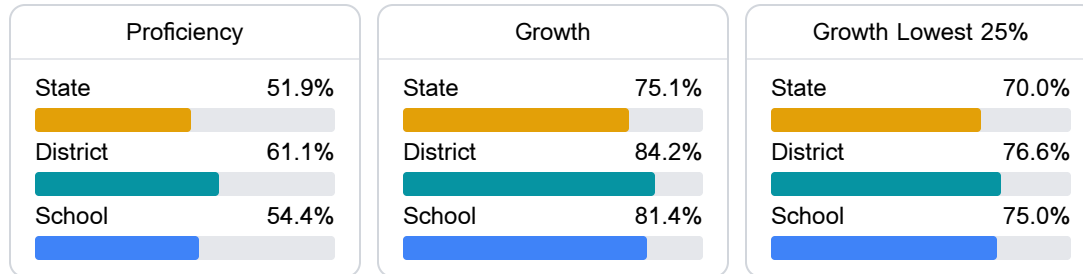 Proficiency
State 51.9%
District 61.1%
School 54.4%
Growth
State 75.1%
District 84.2%
School 81.4%
Growth Lowest 25%
State 70.0%
District 76.6%
School 75.0%